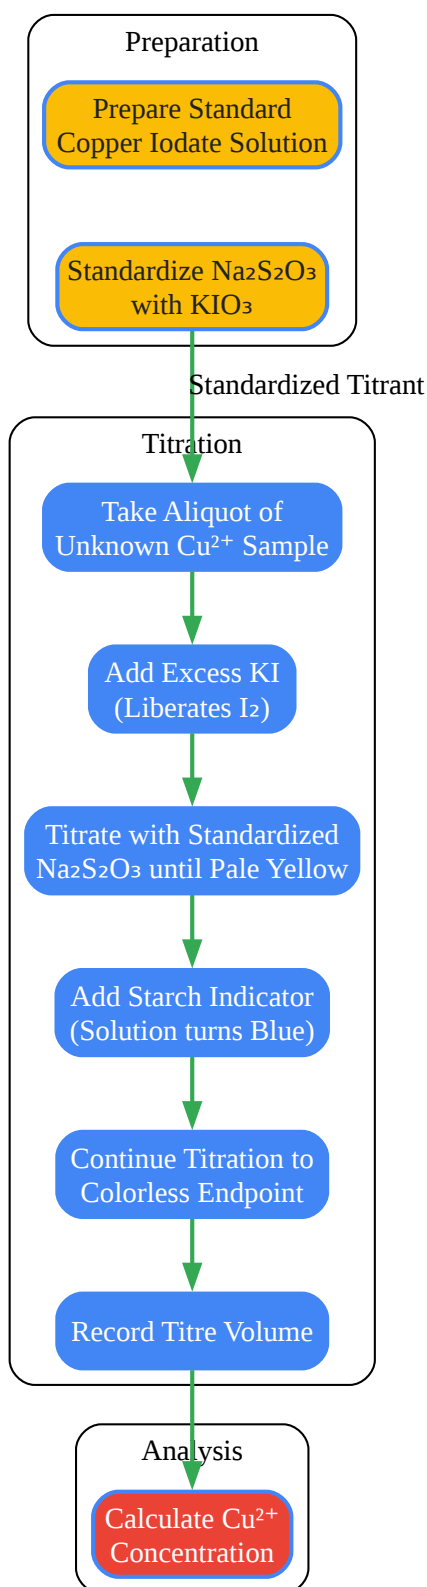 Preparation
Prepare Standard
Copper Iodate Solution
Standardize Na₂S₂O₃
with KIO₃
Standardized Titrant
Titration
Take Aliquot of
Unknown Cu²⁺ Sample
Add Excess KI
(Liberates I₂)
Titrate with Standardized
Na₂S₂O₃ until Pale Yellow
Add Starch Indicator
(Solution turns Blue)
Continue Titration to
Colorless Endpoint
Record Titre Volume
Analysis
Calculate Cu²⁺
Concentration